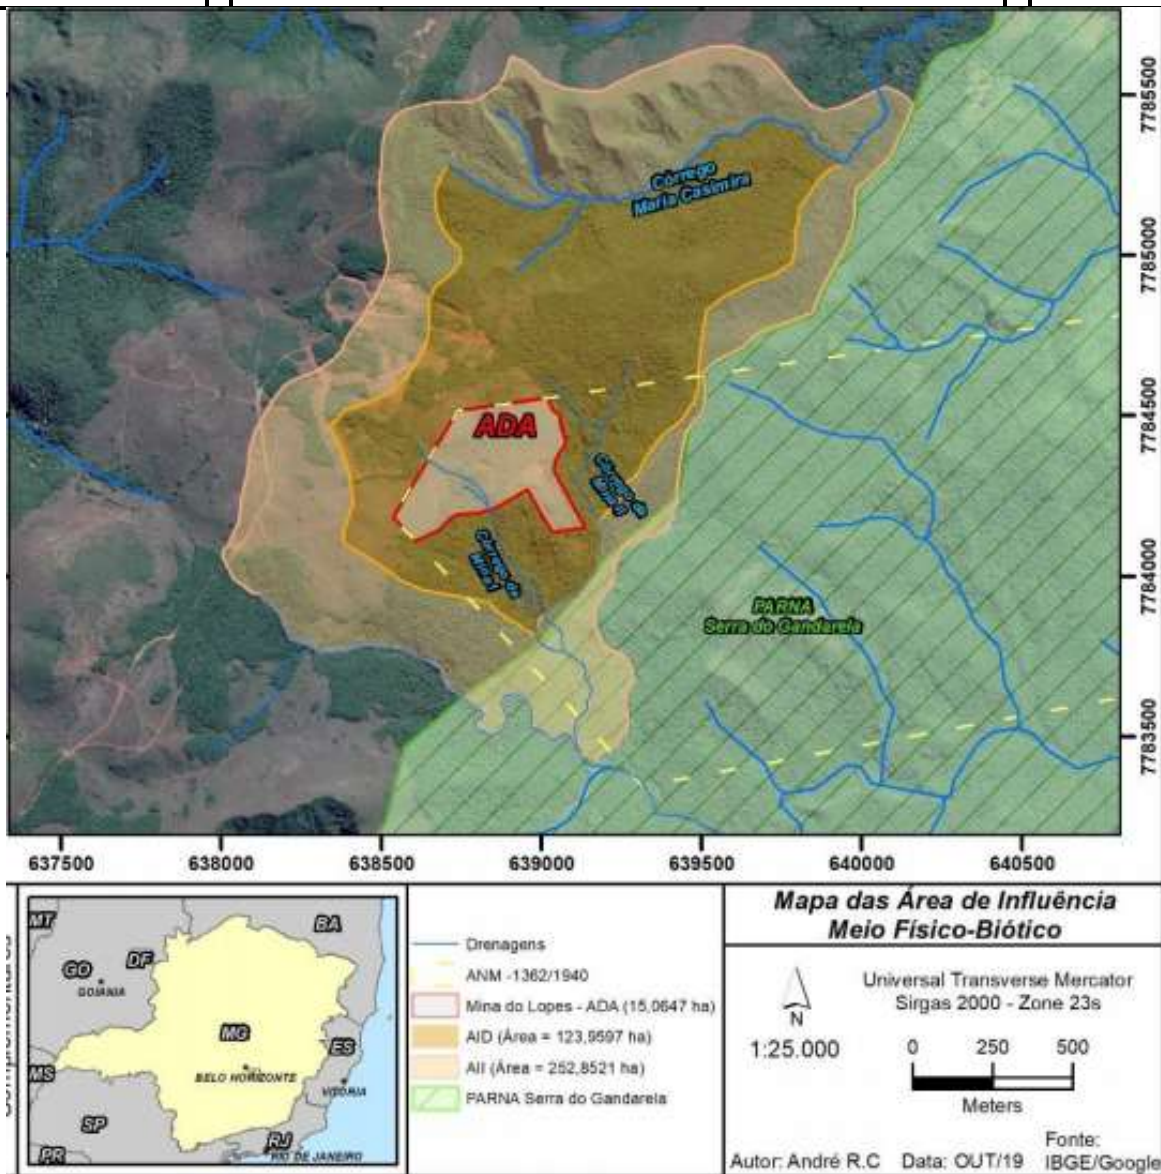 7785500
Córrego
Maria Casimira
7785000
7784500
ADA
Córrego da
Mina
Córrego da
Mina 1
7784000
PARNA
Serra do Gandarela
7783500
637500 638000 638500 639000 639500 640000 640500
MT
BA
GO
DF
GOIANIA
MG
ES
MS
BELO HORIZONTE
VITÓRIA
SP
RJ
RIO DE JANEIRO
PR
Drenagens
ANM -1362/1940
Mina do Lopes - ADA (15,0647 ha)
AID (Área = 123,9597 ha)
AII (Área = 252,8521 ha)
PARNA Serra do Gandarela
Mapa das Área de Influência
Meio Físico-Biótico
N
1:25.000
Universal Transverse Mercator
Sirgas 2000 - Zone 23s
0 250 500
Meters
Autor: André R.C Data: OUT/19
Fonte:
IBGE/Google